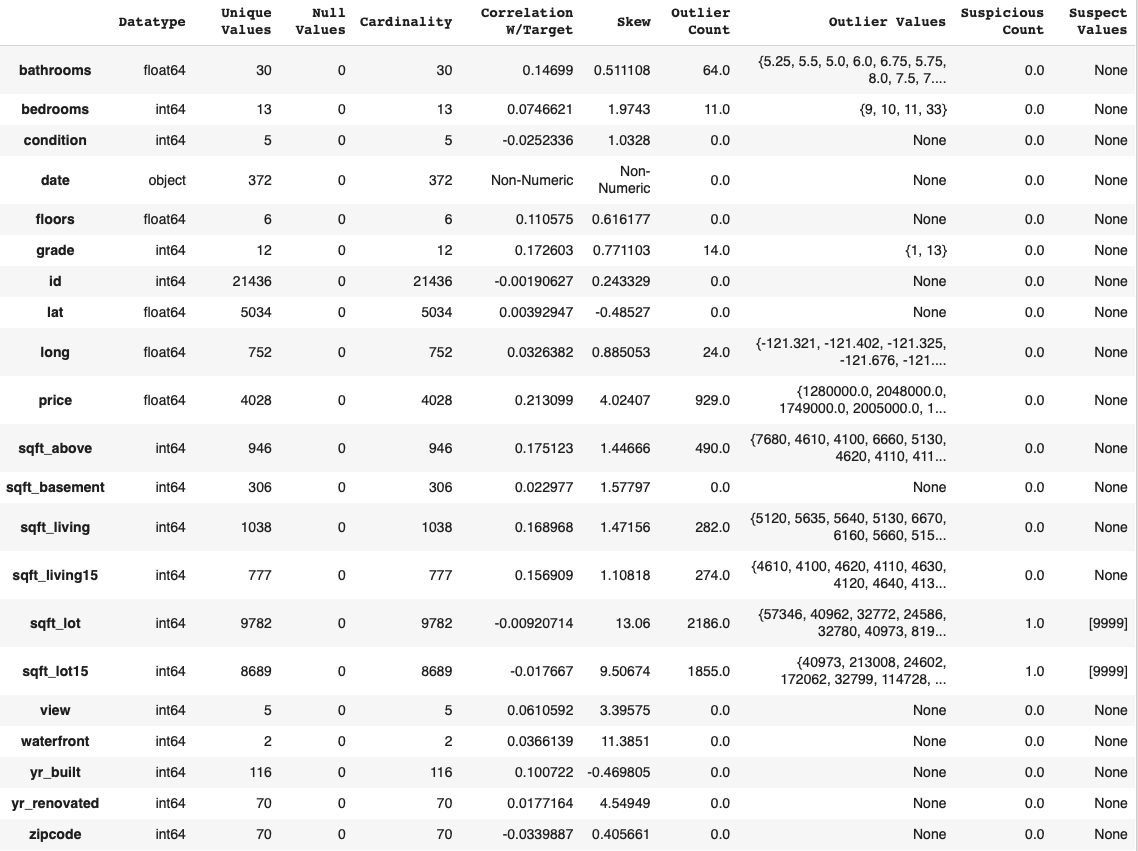 Datatype Unique Values Null Values Cardinality Correlation W/Target Skew Outlier Count Outlier Values Suspicious Count Suspect Values
bathrooms float64 30 0 30 0.14699 0.511108 64.0 {5.25, 5.5, 5.0, 6.0, 6.75, 5.75, 8.0, 7.5, 7.... 0.0 None
bedrooms int64 13 0 13 0.0746621 1.9743 11.0 {9, 10, 11, 33} 0.0 None
condition int64 5 0 5 -0.0252336 1.0328 0.0 None 0.0 None
date object 372 0 372 Non-Numeric Non-Numeric 0.0 None 0.0 None
floors float64 6 0 6 0.110575 0.616177 0.0 None 0.0 None
grade int64 12 0 12 0.172603 0.771103 14.0 {1, 13} 0.0 None
id int64 21436 0 21436 -0.00190627 0.243329 0.0 None 0.0 None
lat float64 5034 0 5034 0.00392947 -0.48527 0.0 None 0.0 None
long float64 752 0 752 0.0326382 0.885053 24.0 {-121.321, -121.402, -121.325, -121.676, -121.... 0.0 None
price float64 4028 0 4028 0.213099 4.02407 929.0 {1280000.0, 2048000.0, 1749000.0, 2005000.0, 1... 0.0 None
sqft_above int64 946 0 946 0.175123 1.44666 490.0 {7680, 4610, 4100, 6660, 5130, 4620, 4110, 411... 0.0 None
sqft_basement int64 306 0 306 0.022977 1.57797 0.0 None 0.0 None
sqft_living int64 1038 0 1038 0.168968 1.47156 282.0 {5120, 5635, 5640, 5130, 6670, 6160, 5660, 515... 0.0 None
sqft_living15 int64 777 0 777 0.156909 1.10818 274.0 {4610, 4100, 4620, 4110, 4630, 4120, 4640, 413... 0.0 None
sqft_lot int64 9782 0 9782 -0.00920714 13.06 2186.0 {57346, 40962, 32772, 24586, 32780, 40973, 819... 1.0 [9999]
sqft_lot15 int64 8689 0 8689 -0.017667 9.50674 1855.0 {40973, 213008, 24602, 172062, 32799, 114728, ... 1.0 [9999]
view int64 5 0 5 0.0610592 3.39575 0.0 None 0.0 None
waterfront int64 2 0 2 0.0366139 11.3851 0.0 None 0.0 None
yr_built int64 116 0 116 0.100722 -0.469805 0.0 None 0.0 None
yr_renovated int64 70 0 70 0.0177164 4.54949 0.0 None 0.0 None
zipcode int64 70 0 70 -0.0339887 0.405661 0.0 None 0.0 None